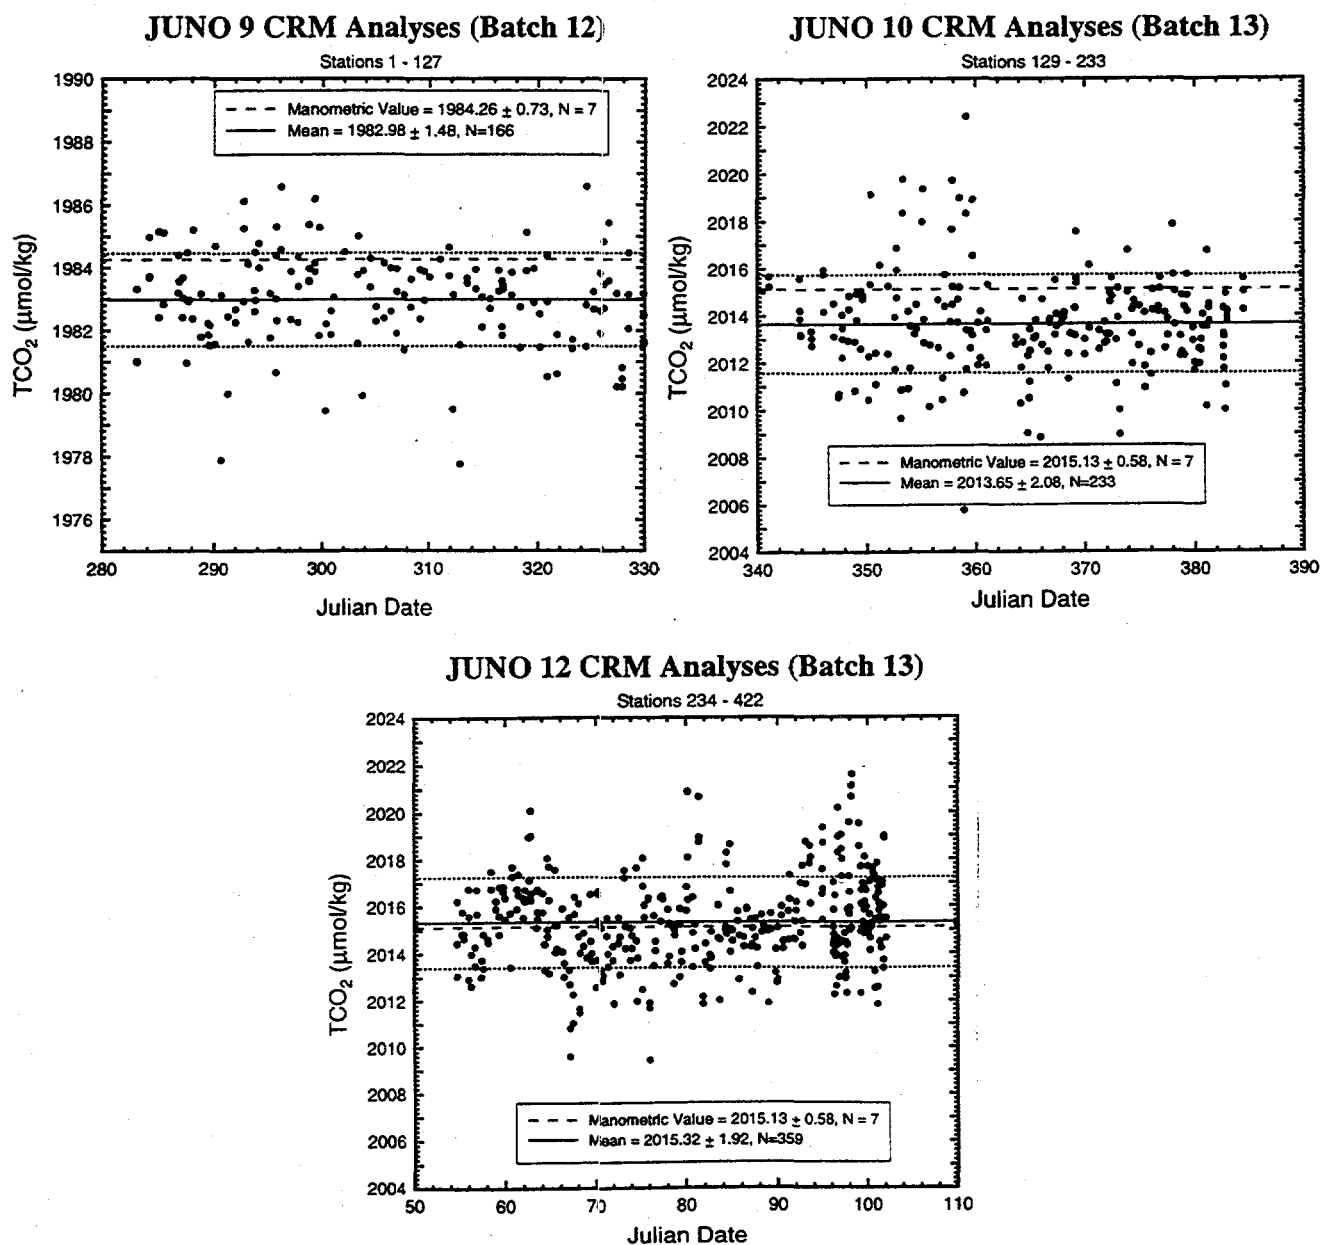 JUNO 9 CRM Analyses (Batch 12)
Stations 1 - 127
1990
1988
1986
1984
1982
1980
1978
1976
TCO2 (µmol/kg)
Manometric Value = 1984.26 ± 0.73, N = 7
Mean = 1982.98 ± 1.48, N=166
280 290 300 310 320 330
Julian Date
JUNO 10 CRM Analyses (Batch 13)
Stations 129 - 233
2024
2022
2020
2018
2016
2014
2012
2010
2008
2006
2004
TCO2 (µmol/kg)
Manometric Value = 2015.13 ± 0.58, N = 7
Mean = 2013.65 ± 2.08, N=233
340 350 360 370 380 390
Julian Date
JUNO 12 CRM Analyses (Batch 13)
Stations 234 - 422
2024
2022
2020
2018
2016
2014
2012
2010
2008
2006
2004
TCO2 (µmol/kg)
Manometric Value = 2015.13 ± 0.58, N = 7
Mean = 2015.32 ± 1.92, N=359
50 60 70 80 90 100 110
Julian Date